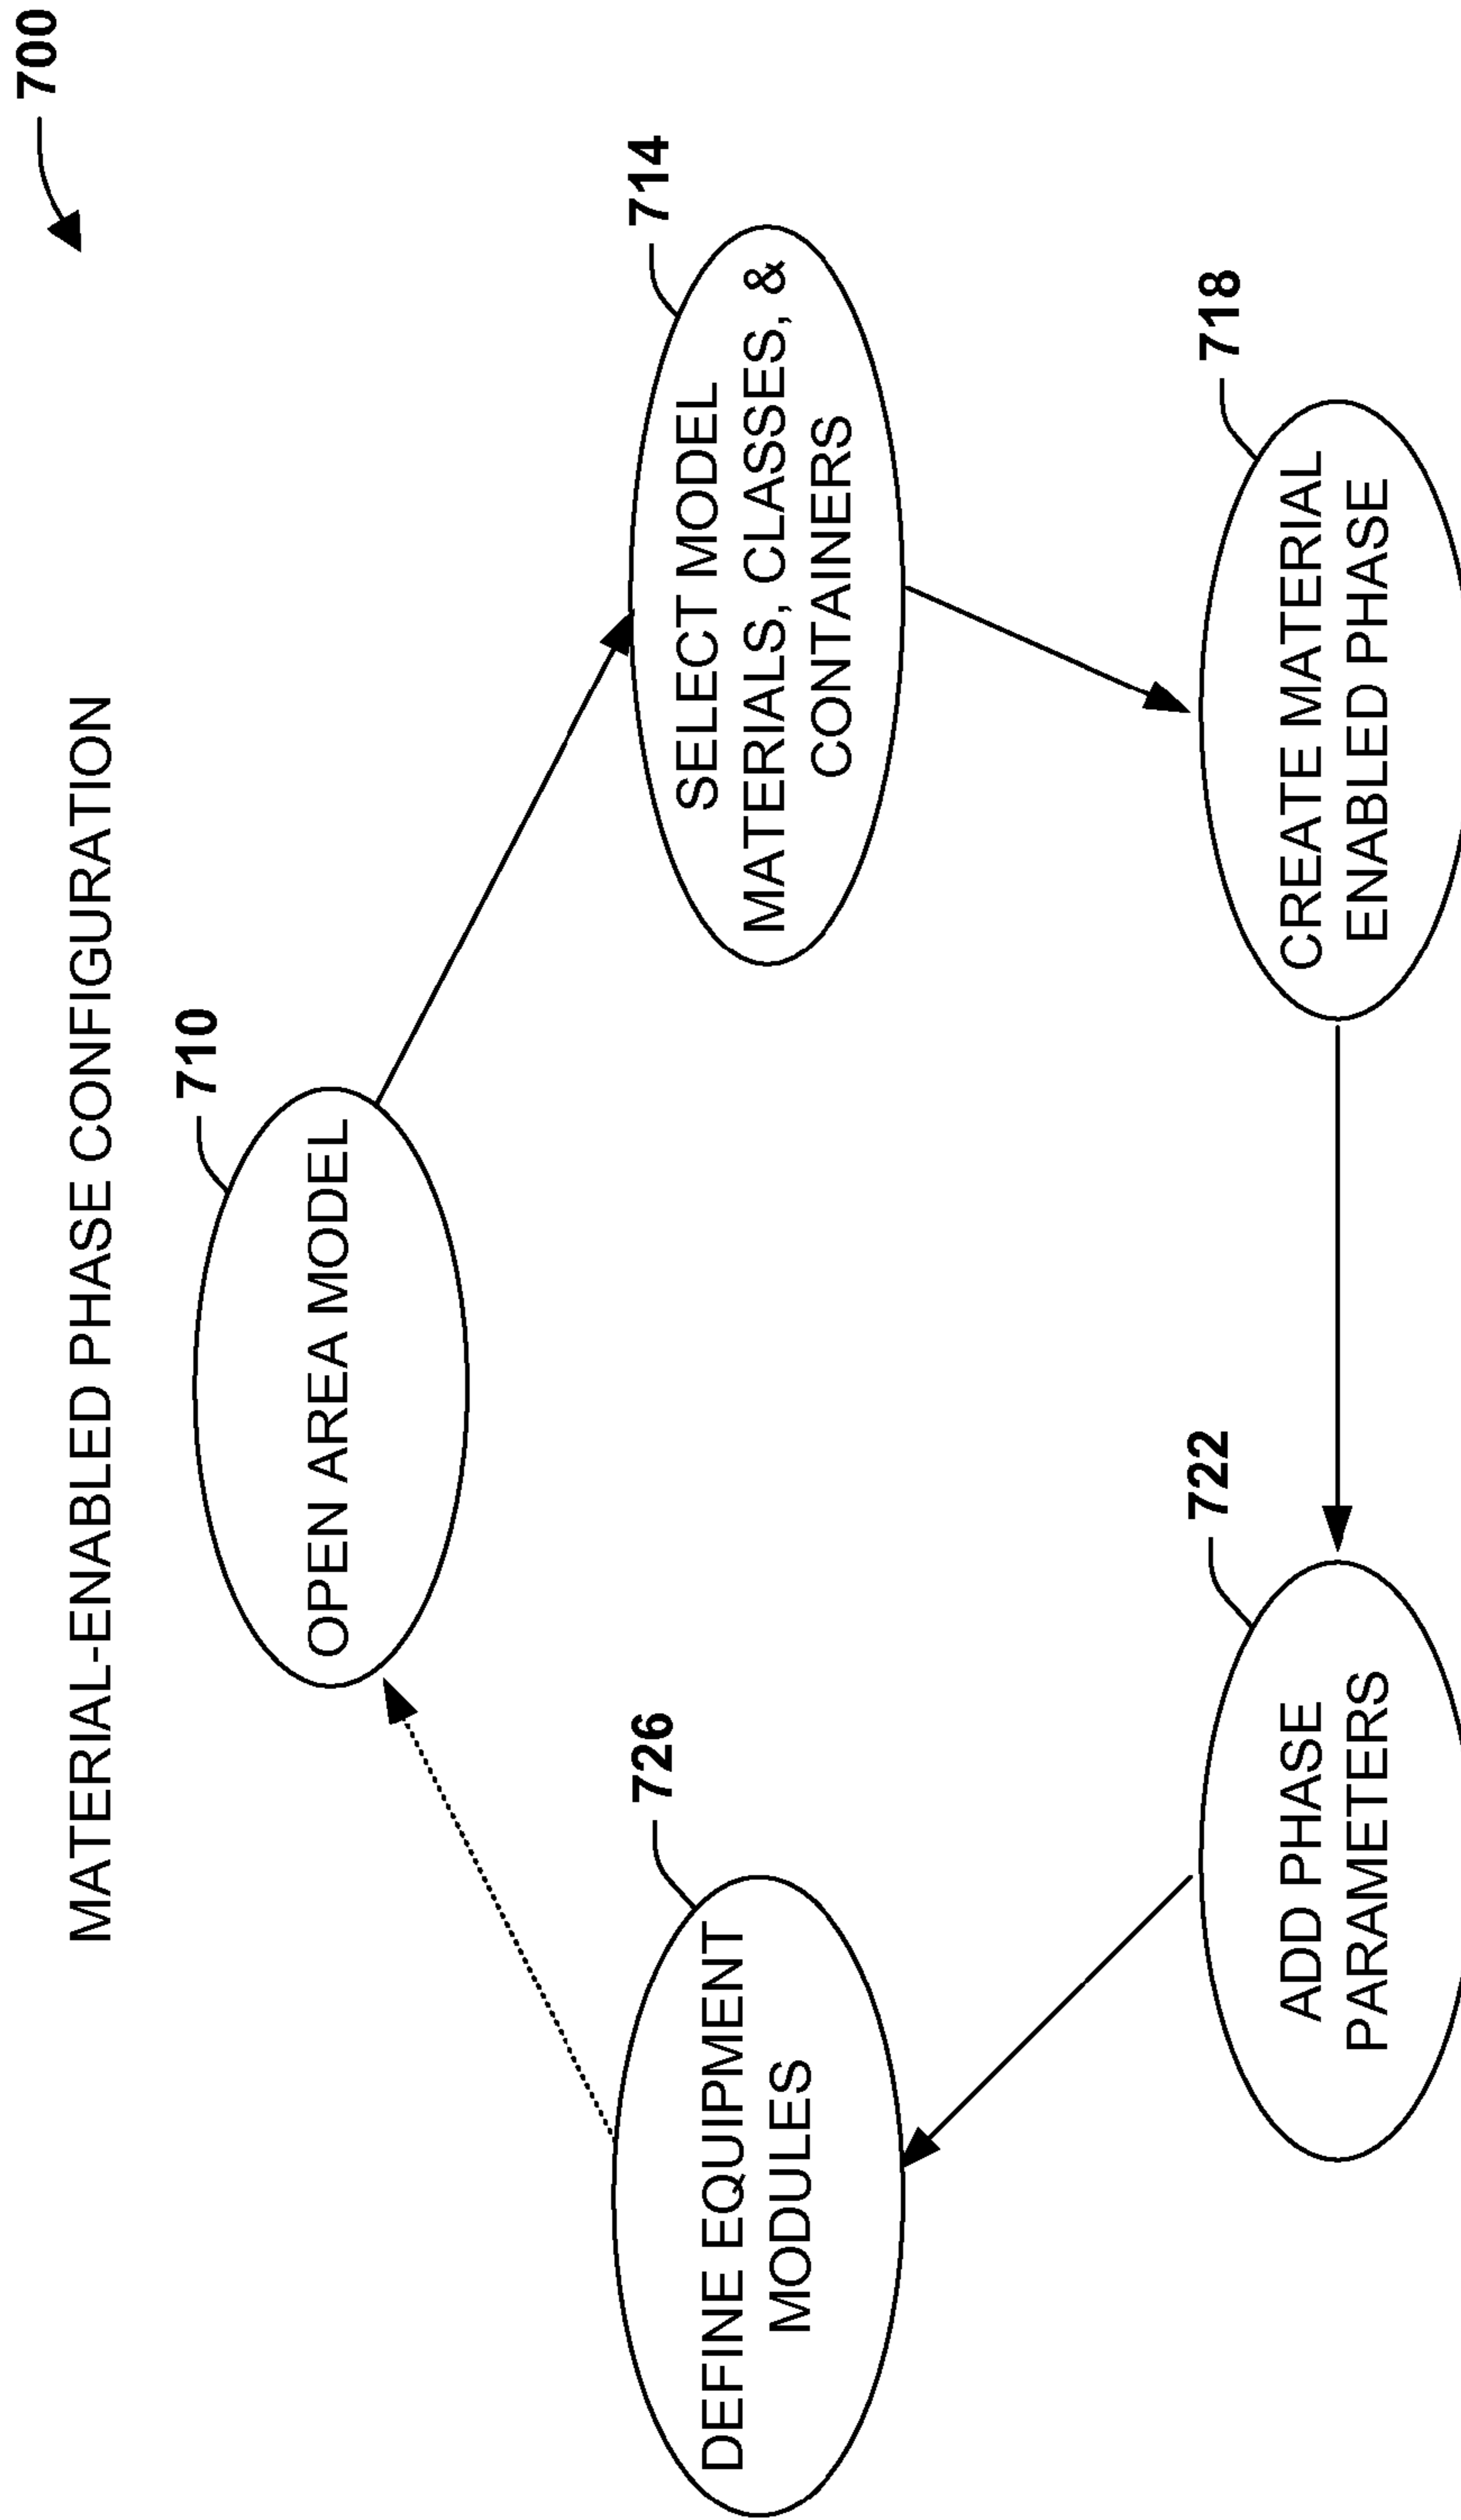 700
MATERIAL-ENABLED PHASE CONFIGURATION
710
OPEN AREA MODEL
714
SELECT MODEL
MATERIALS, CLASSES, &
CONTAINERS
718
CREATE MATERIAL
ENABLED PHASE
722
ADD PHASE
PARAMETERS
726
DEFINE EQUIPMENT
MODULES